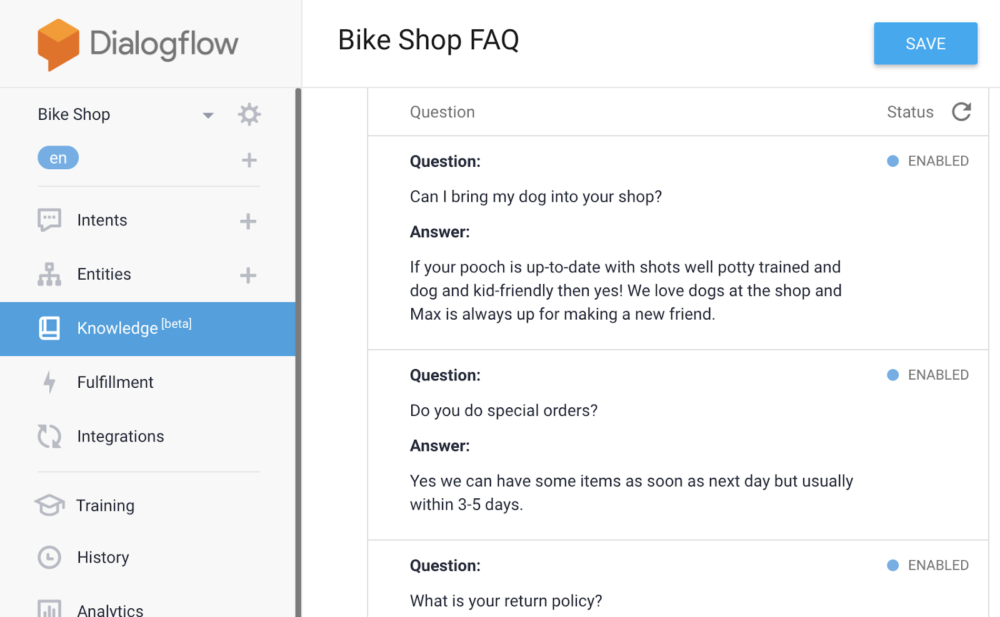 Dialogflow
Bike Shop FAQ
SAVE
Bike Shop
en
Intents
Entities
Knowledge [beta]
Fulfillment
Integrations
Training
History
Analytics
Question
Status
Question:
ENABLED
Can I bring my dog into your shop?
Answer:
If your pooch is up-to-date with shots well potty trained and
dog and kid-friendly then yes! We love dogs at the shop and
Max is always up for making a new friend.
Question:
ENABLED
Do you do special orders?
Answer:
Yes we can have some items as soon as next day but usually
within 3-5 days.
Question:
ENABLED
What is your return policy?